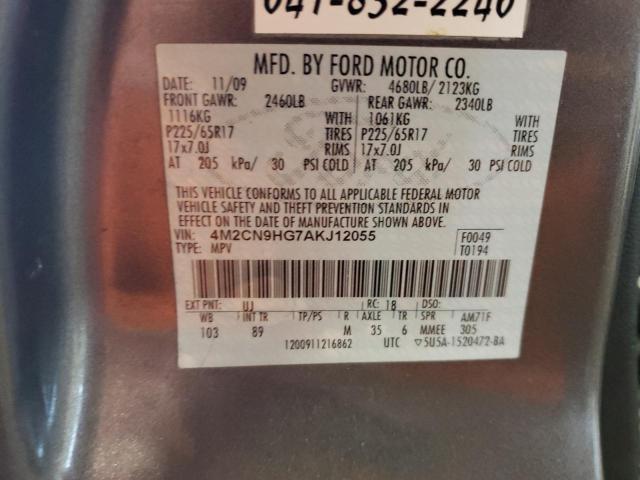 041-832-2240
MFD. BY FORD MOTOR CO.
DATE: 11/09 GVWR: 4680LB/ 2123KG
FRONT GAWR: 2460LB REAR GAWR: 2340LB
1116KG WITH 1061KG WITH
P225/65R17 TIRES P225/65R17 TIRES
17x7.0J RIMS 17x7.0J RIMS
AT 205 kPa/ 30 PSI COLD AT 205 kPa/ 30 PSI COLD
THIS VEHICLE CONFORMS TO ALL APPLICABLE FEDERAL MOTOR
VEHICLE SAFETY AND THEFT PREVENTION STANDARDS IN
EFFECT ON THE DATE OF MANUFACTURE SHOWN ABOVE.
VIN: 4M2CN9HG7AKJ12055 F0049
TYPE: MPV T0194
EXT PNT: UJ RC: 18 DSO:
WB INT TR TP/PS R AXLE TR SPR AM71F
103 89 M 35 6 MMEE 305
1200911216862 UTC ▽5U5A-1520472-BA